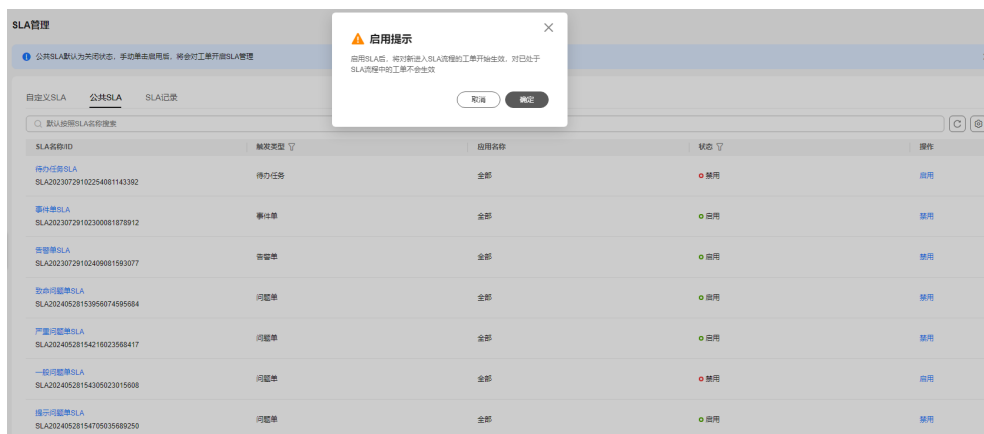 SLA管理
启用提示
启用SLA后，将对新进入SLA流程的工单开始生效，对已处于
SLA流程中的工单不会生效
取消 确定
公共SLA默认为关闭状态，手动单击启用后，将会对工单开启SLA管理
自定义SLA 公共SLA SLA记录
默认按照SLA名称搜索
SLA名称/ID 触发类型 应用名称 状态 操作
待办任务SLA
SLA20230729102254081143392 待办任务 全部 禁用 启用
事件单SLA
SLA20230729102300081878912 事件单 全部 启用 禁用
告警单SLA
SLA20230729102409081593077 告警单 全部 启用 禁用
致命问题单SLA
SLA20240528153956074595684 问题单 全部 启用 禁用
严重问题单SLA
SLA20240528154216023568417 问题单 全部 启用 禁用
一般问题单SLA
SLA20240528154305023015608 问题单 全部 禁用 启用
提示问题单SLA
SLA20240528154705035689250 问题单 全部 启用 禁用